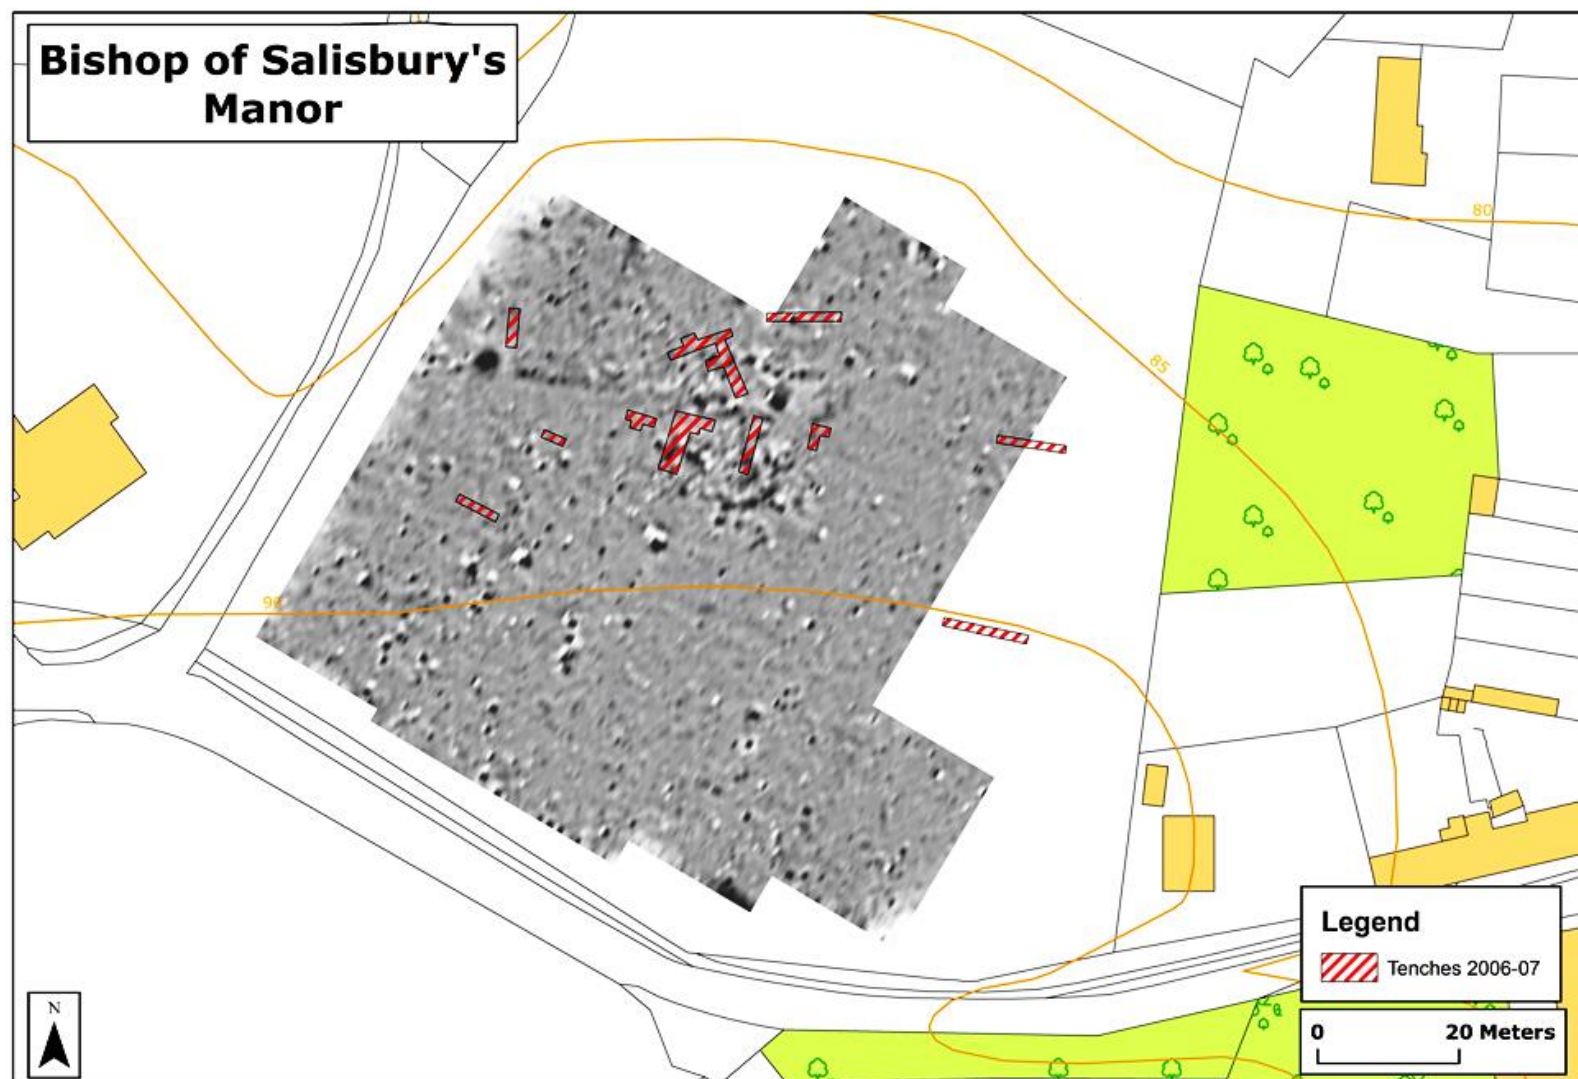 Bishop of Salisbury's
Manor
80
85
90
Legend
Tenches 2006-07
N
0 20 Meters